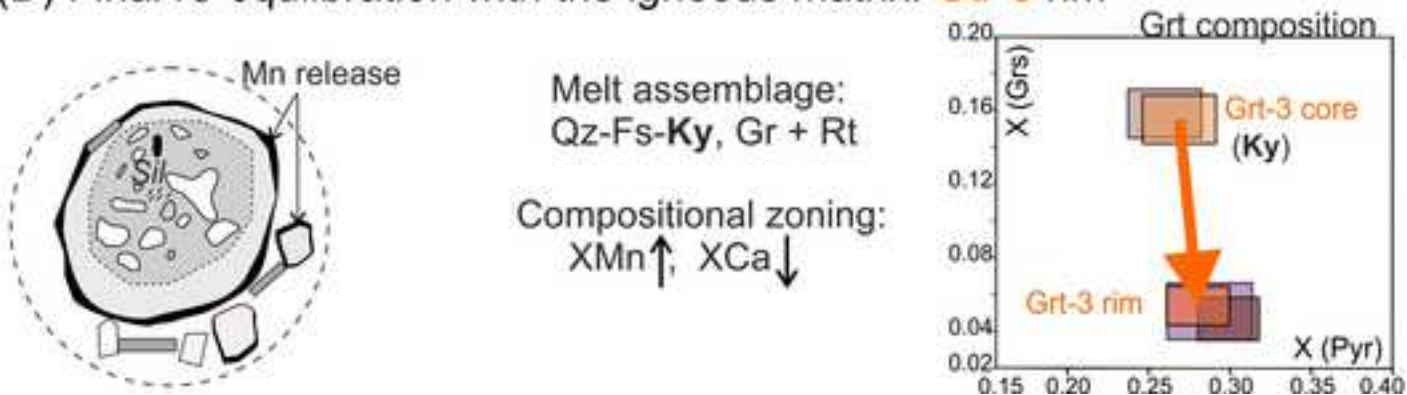 Mn release
Sil
Melt assemblage:
Qz-Fs-Ky, Gr + Rt
Compositional zoning:
XMn↑, XCa↓
Grt composition
X (Grs)
0.20
0.16
0.12
0.08
0.04
0.02
Grt-3 core
(Ky)
Grt-3 rim
X (Pyr)
0.15 0.20 0.25 0.30 0.35 0.40